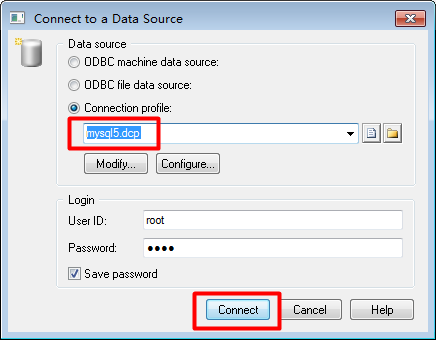 Connect to a Data Source
Data source
ODBC machine data source:
ODBC file data source:
Connection profile:
mysql5.dcp
Modify...
Configure...
Login
User ID:
root
Password:
●●●●
Save password
Connect
Cancel
Help